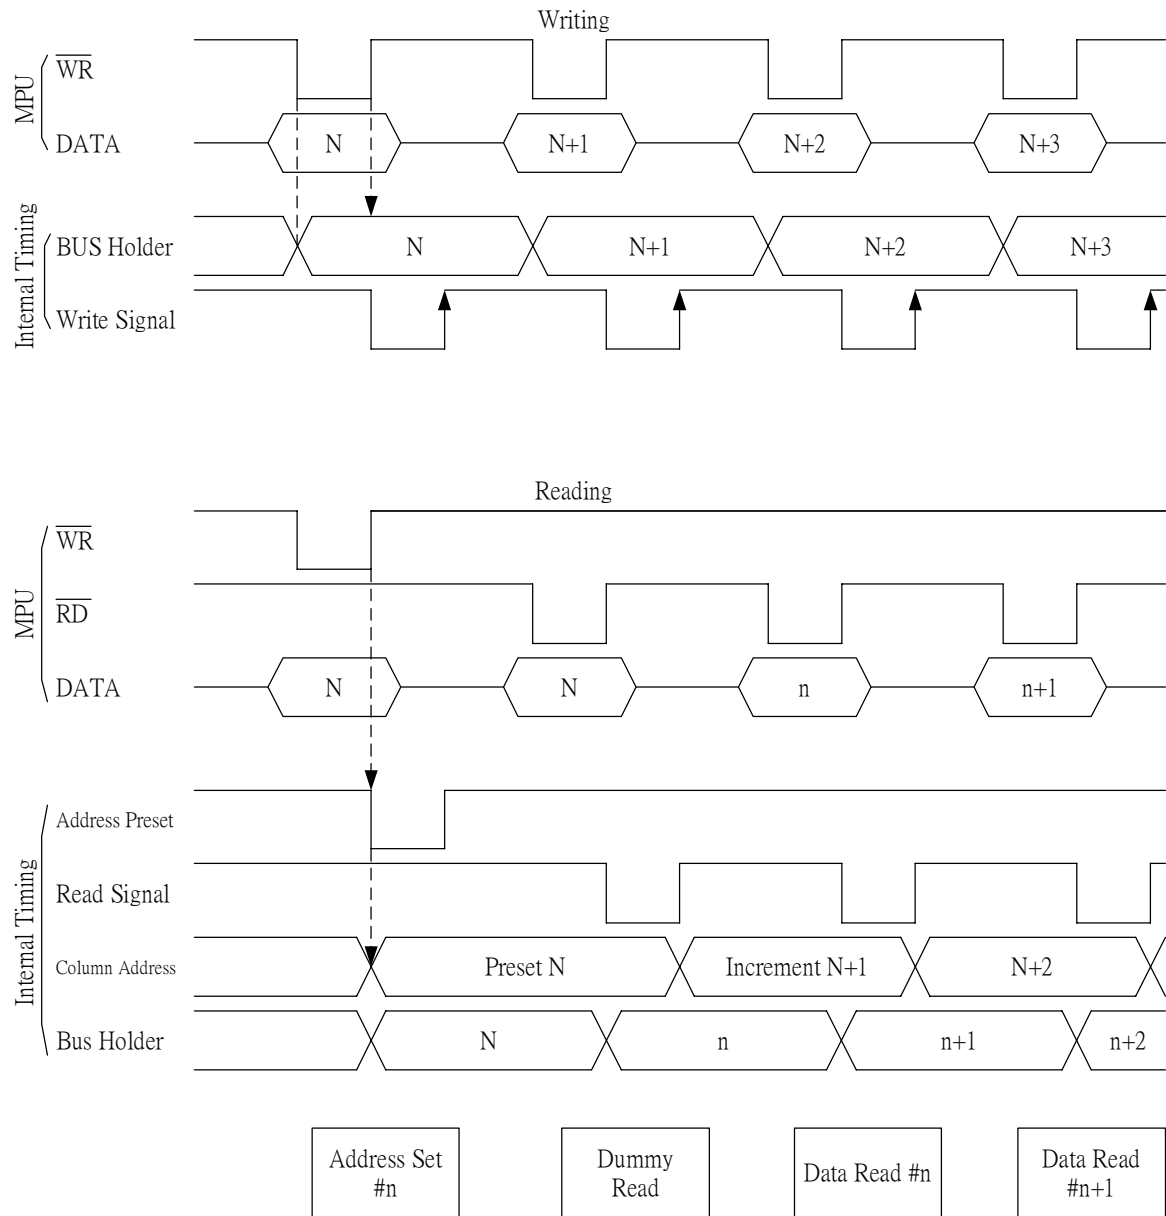 Writing
MPU
WR
DATA
N
N+1
N+2
N+3
Internal Timing
BUS Holder
N
N+1
N+2
N+3
Write Signal
Reading
MPU
WR
RD
DATA
N
N
n
n+1
Internal Timing
Address Preset
Read Signal
Column Address
Preset N
Increment N+1
N+2
Bus Holder
N
n
n+1
n+2
Address Set
#n
Dummy
Read
Data Read #n
Data Read
#n+1